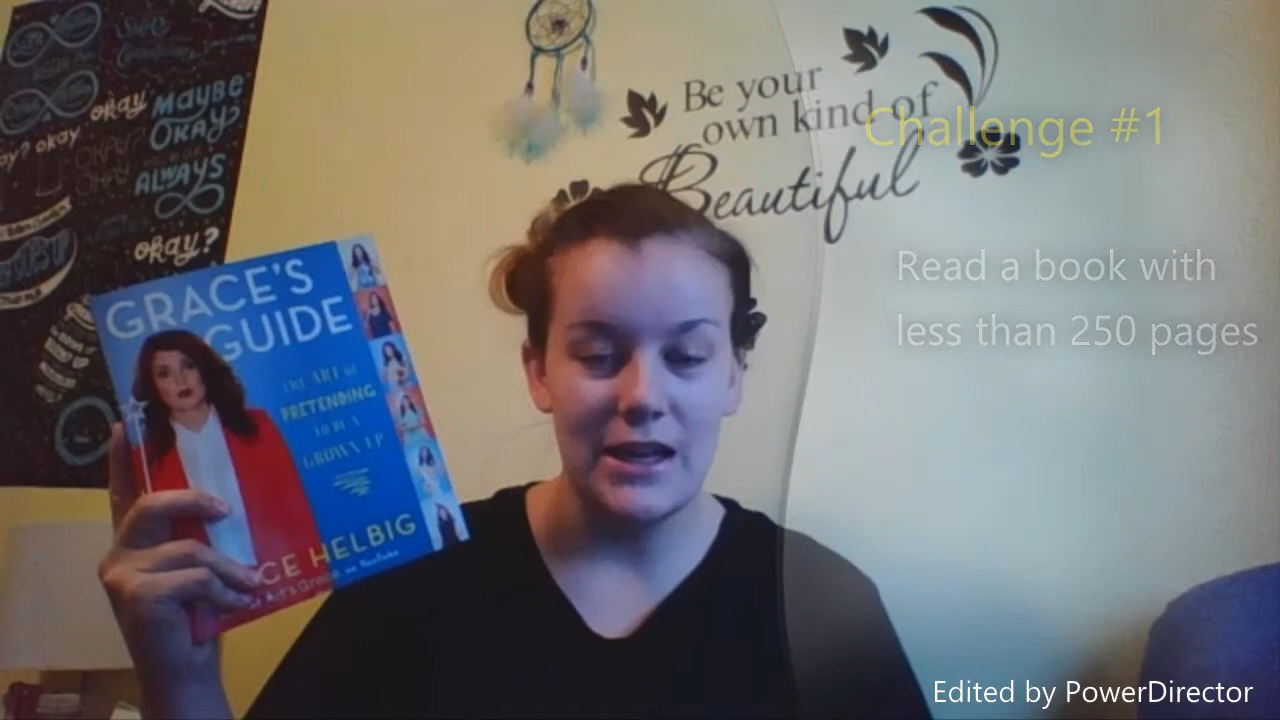 okay
MAYBE
OKAY
okay
ALWAYS
okay?
Be your
own kind of
Beautiful
Challenge #1
Read a book with
less than 250 pages
GRACE'S
GUIDE
THE ART OF
PRETENDING
TO BE A
GROWN UP
HELBIG
Edited by PowerDirector